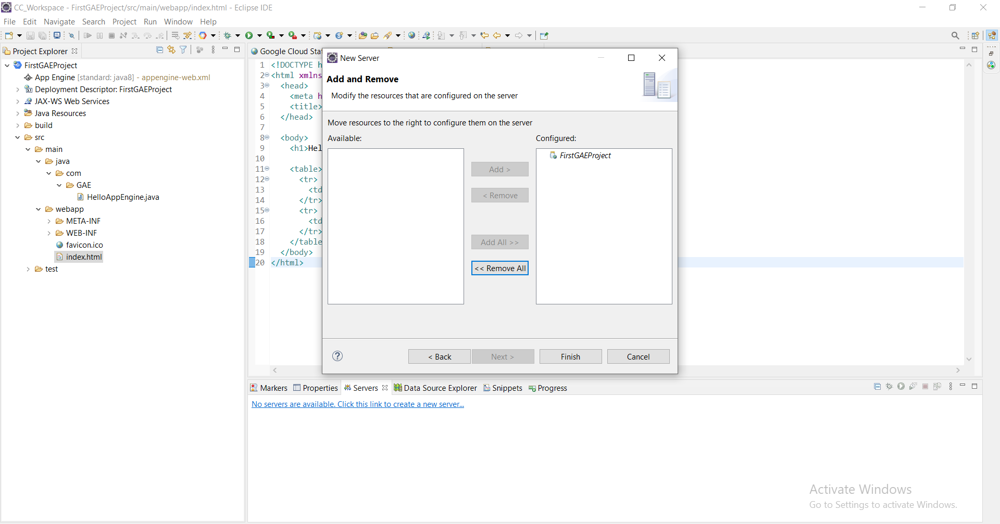 CC_Workspace - FirstGAEProject/src/main/webapp/index.html - Eclipse IDE
File Edit Navigate Search Project Run Window Help
Project Explorer
FirstGAEProject
App Engine [standard: java8] - appengine-web.xml
Deployment Descriptor: FirstGAEProject
JAX-WS Web Services
Java Resources
build
src
main
java
com
GAE
HelloAppEngine.java
webapp
META-INF
WEB-INF
favicon.ico
index.html
test
Google Cloud Sta
1 <!DOCTYPE h
2 <html xmlns
3 <head>
4 <meta h
5 <title>
6 </head>
7
8 <body>
9 <h1>Hel
10
11 <table>
12 <tr>
13 <td
14 </tr>
15 <tr>
16 <td
17 </tr>
18 </table
19 </body>
20 </html>
New Server
Add and Remove
Modify the resources that are configured on the server
Move resources to the right to configure them on the server
Available:
Configured:
FirstGAEProject
Add >
< Remove
Add All >>
<< Remove All
?
< Back
Next >
Finish
Cancel
Markers Properties Servers Data Source Explorer Snippets Progress
No servers are available. Click this link to create a new server...
Activate Windows
Go to Settings to activate Windows.